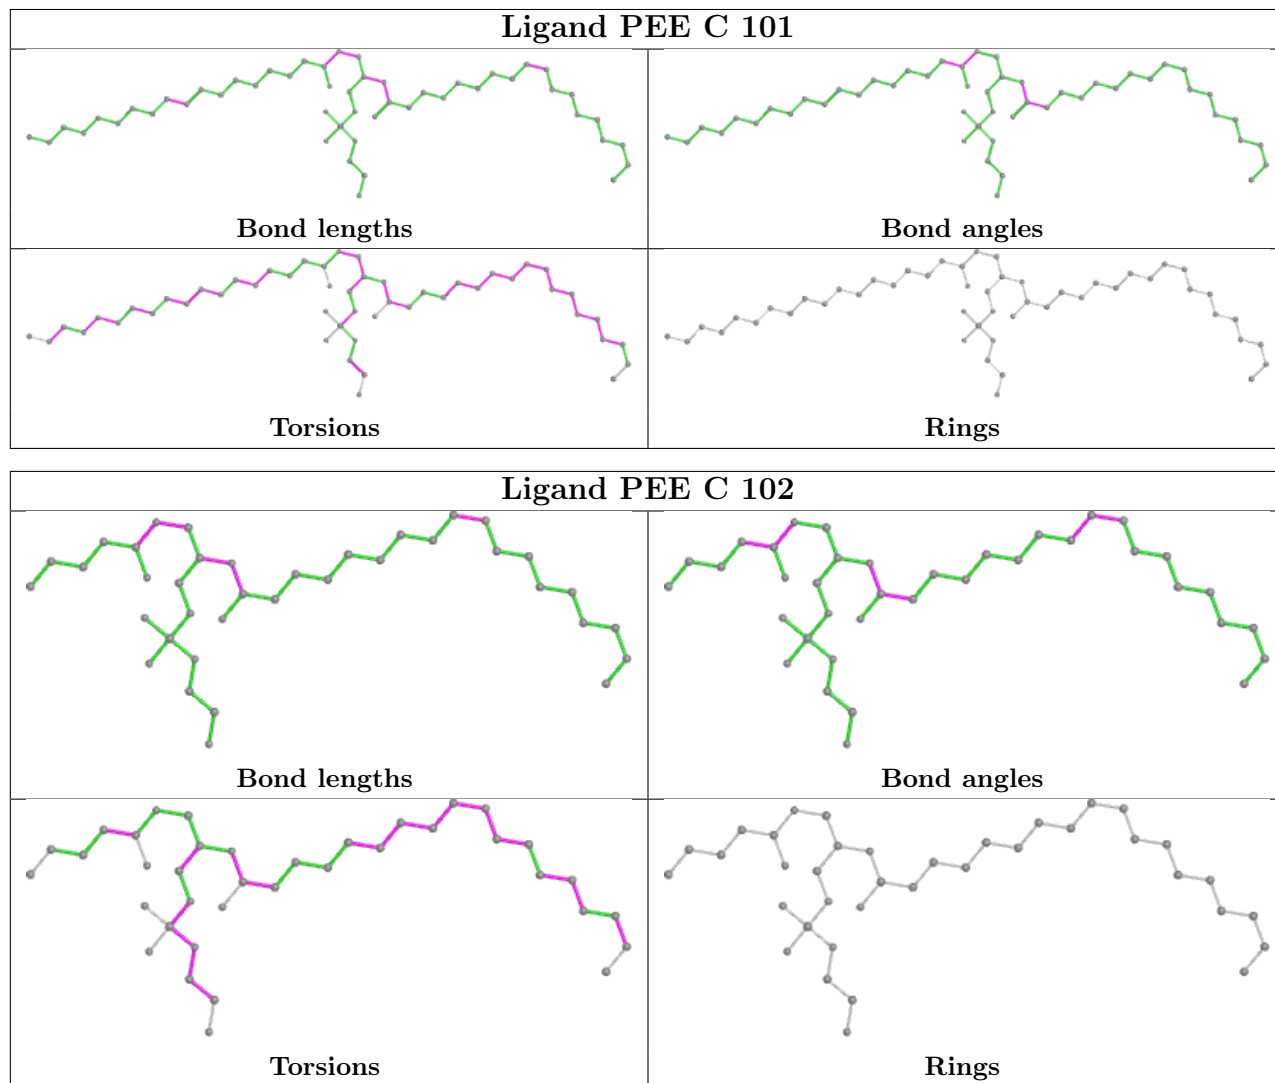 Ligand PEE C 101
Bond lengths
Bond angles
Torsions
Rings
Ligand PEE C 102
Bond lengths
Bond angles
Torsions
Rings